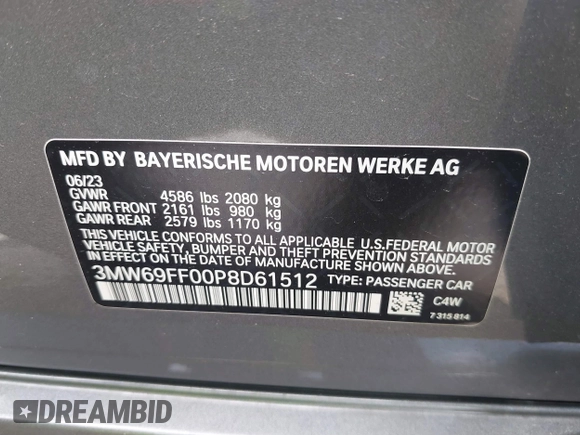 MFD BY BAYERISCHE MOTOREN WERKE AG
06/23
GVWR 4586 lbs 2080 kg
GAWR FRONT 2161 lbs 980 kg
GAWR REAR 2579 lbs 1170 kg
THIS VEHICLE CONFORMS TO ALL APPLICABLE U.S.FEDERAL MOTOR
VEHICLE SAFETY, BUMPER AND THEFT PREVENTION STANDARDS
IN EFFECT ON THE DATE OF MANUFACTURE SHOWN ABOVE.
3MW69FF00P8D61512 TYPE: PASSENGER CAR
C4W
7 315 814
DREAMBID